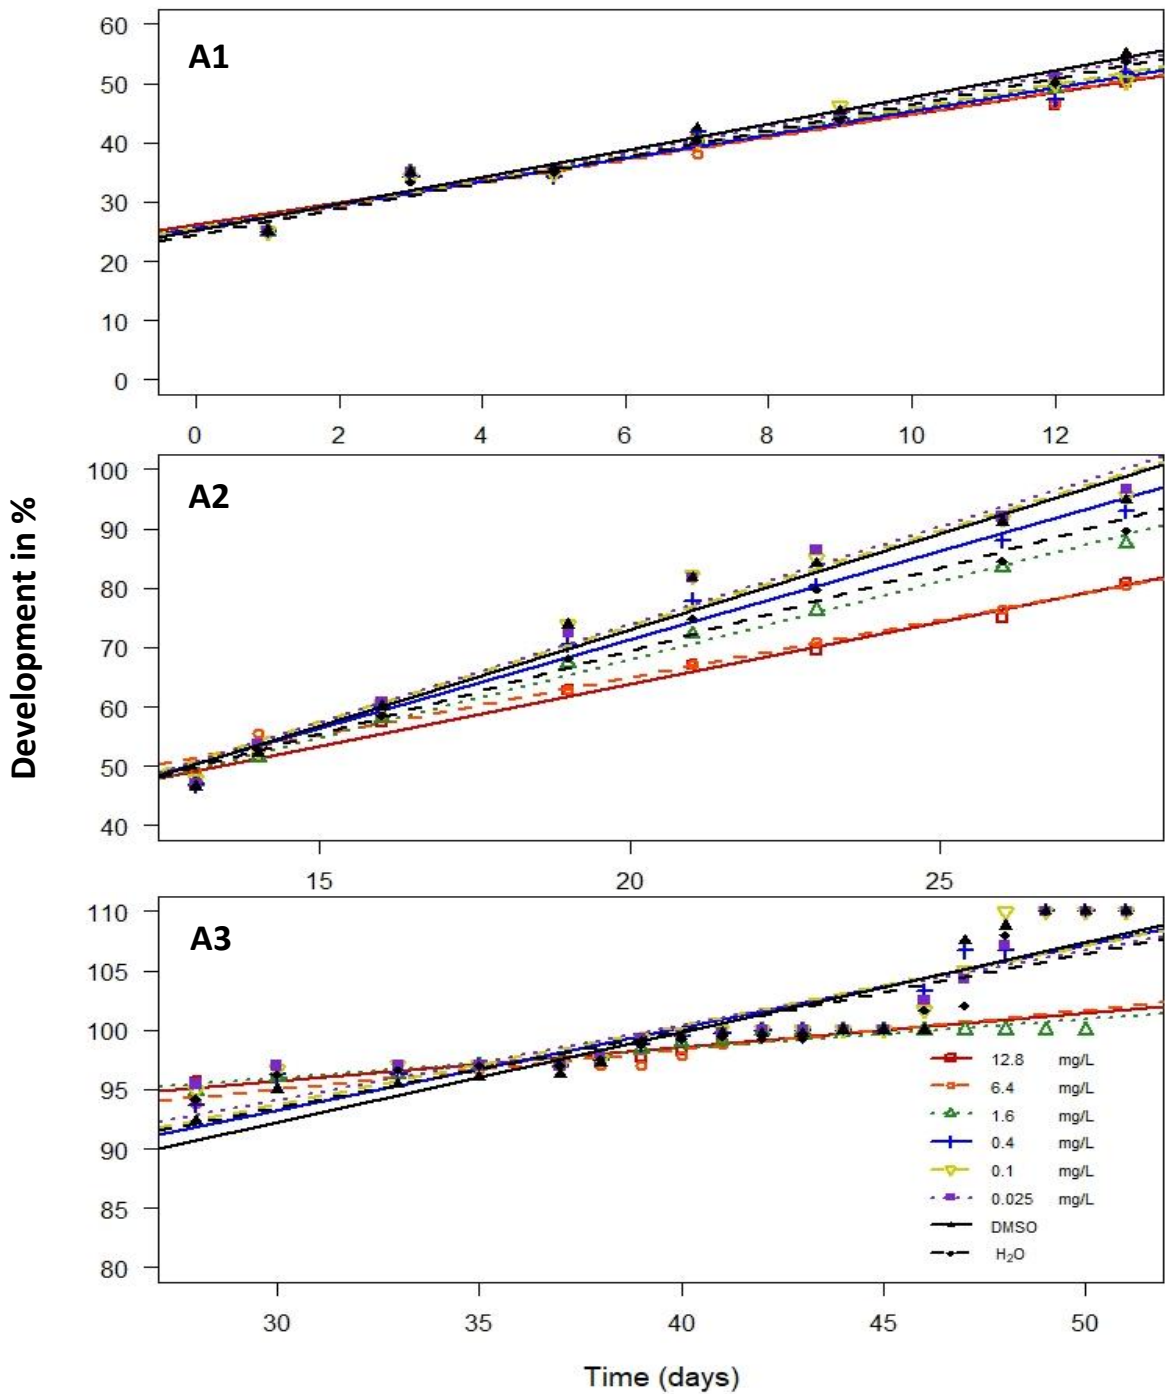 60
A1
50
40
30
20
10
0
0 2 4 6 8 10 12
100
A2
90
80
70
60
50
40
15 20 25
Development in %
110
A3
105
100
95
90
85
80
12.8 mg/L
6.4 mg/L
1.6 mg/L
0.4 mg/L
0.1 mg/L
0.025 mg/L
DMSO
H₂O
30 35 40 45 50
Time (days)